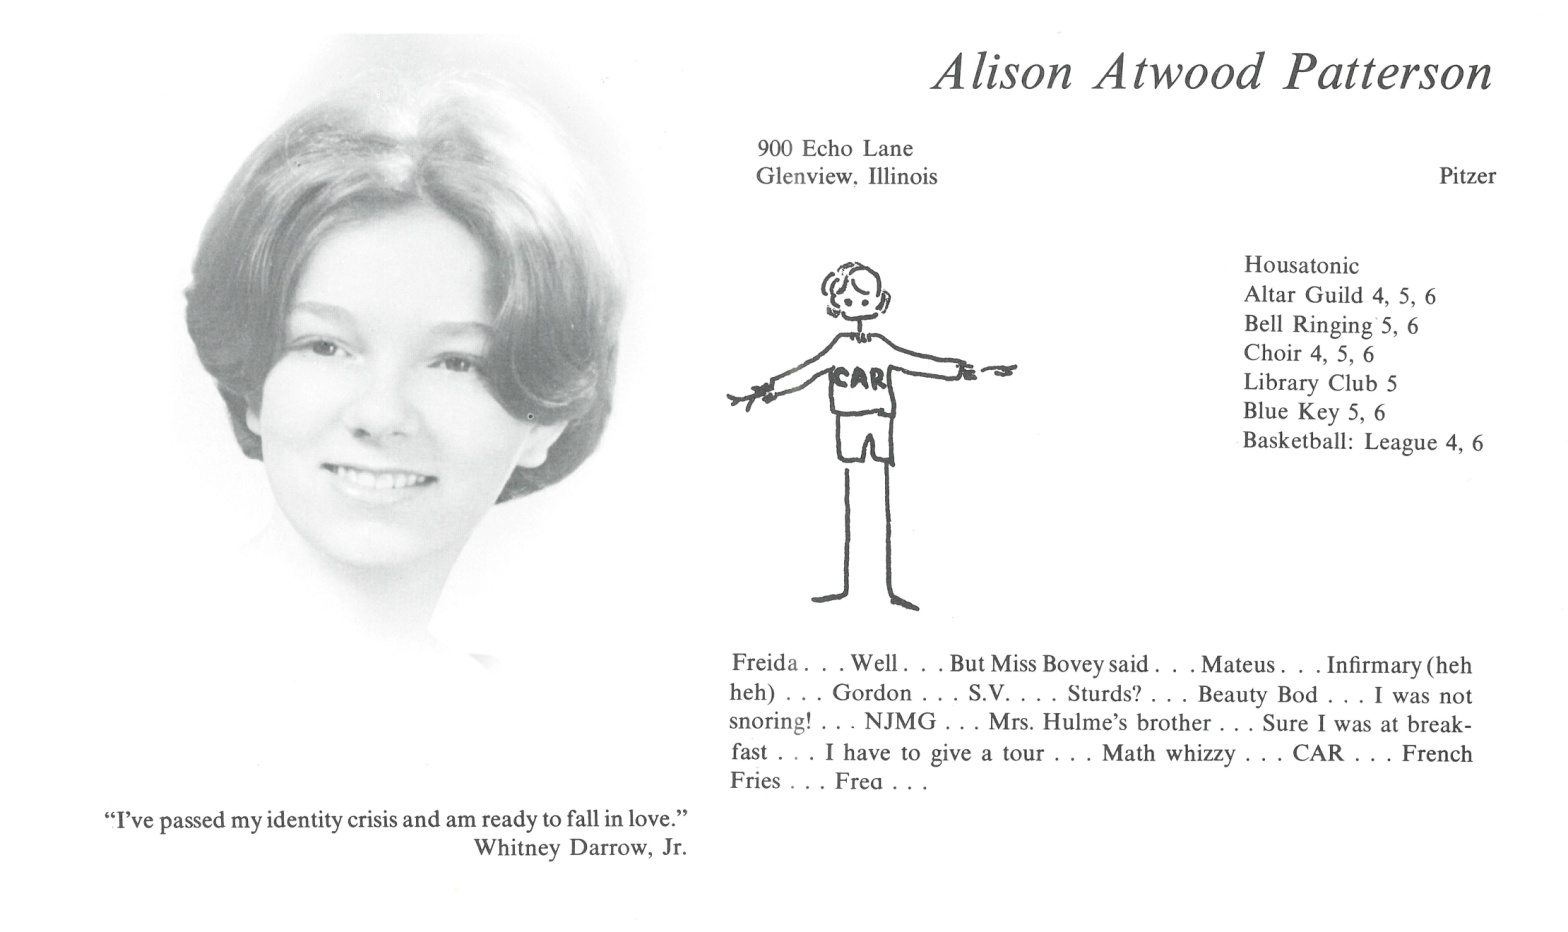 Alison Atwood Patterson
900 Echo Lane
Glenview, Illinois
Pitzer
Housatonic
Altar Guild 4, 5, 6
Bell Ringing 5, 6
Choir 4, 5, 6
Library Club 5
Blue Key 5, 6
Basketball: League 4, 6
CAR
Freida . . . Well . . . But Miss Bovey said . . . Mateus . . . Infirmary (heh
heh) . . . Gordon . . . S.V. . . . Sturds? . . . Beauty Bod . . . I was not
snoring! . . . NJMG . . . Mrs. Hulme's brother . . . Sure I was at break-
fast . . . I have to give a tour . . . Math whizzy . . . CAR . . . French
Fries . . . Frea . . .
"I've passed my identity crisis and am ready to fall in love."
Whitney Darrow, Jr.